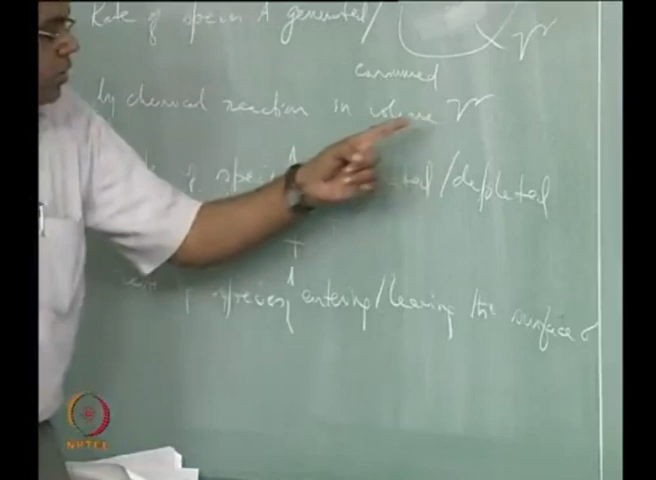 Rate of species A generated/
consumed
by chemical reaction in volume V
V
of species A /depleted
+
species A entering/leaving the surface σ
NPTEL